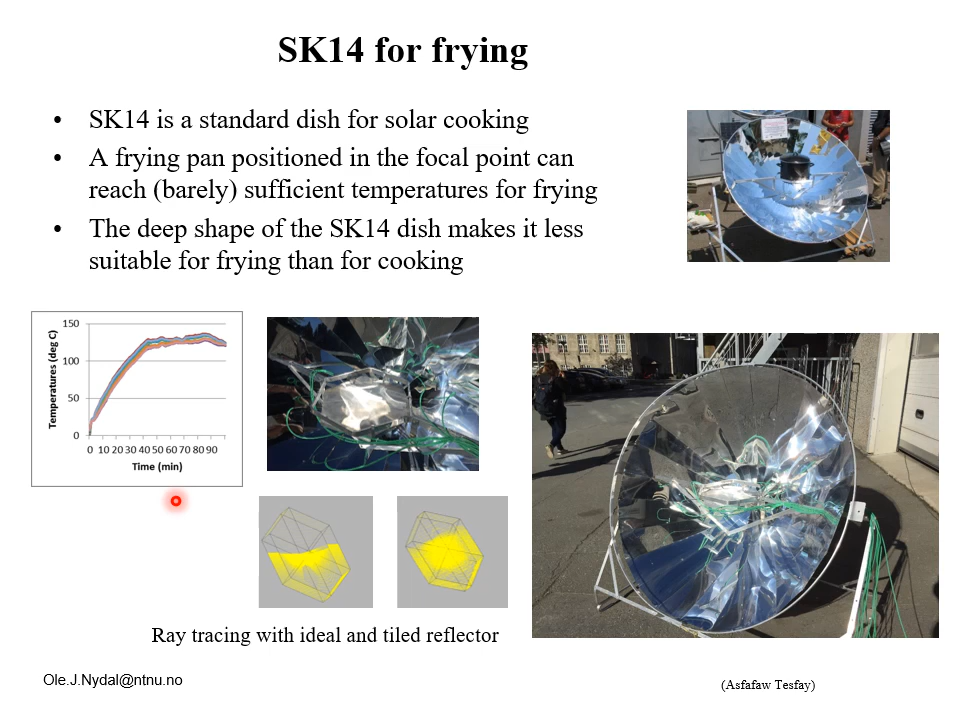 SK14 for frying
• SK14 is a standard dish for solar cooking
• A frying pan positioned in the focal point can
reach (barely) sufficient temperatures for frying
• The deep shape of the SK14 dish makes it less
suitable for frying than for cooking
Temperatures (deg C)
150
100
50
0
0 10 20 30 40 50 60 70 80 90
Time (min)
Ray tracing with ideal and tiled reflector
Ole.J.Nydal@ntnu.no
(Asfafaw Tesfay)